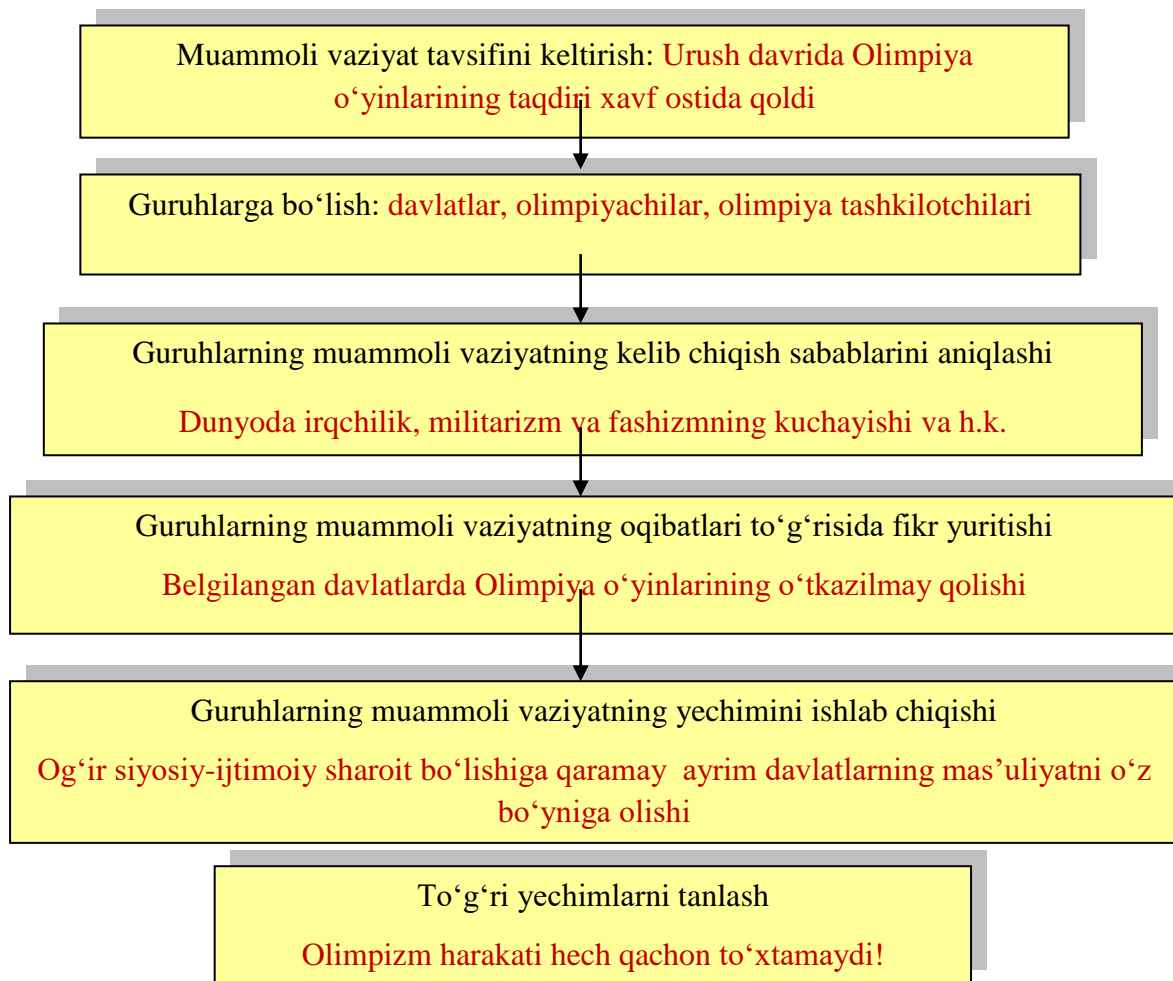 Muammoli vaziyat tavsifini keltirish: Urush davrida Olimpiya
o‘yinlarining taqdiri xavf ostida qoldi
Guruhlarga bo‘lish: davlatlar, olimpiyachilar, olimpiya tashkilotchilari
Guruhlarning muammoli vaziyatning kelib chiqish sabablarini aniqlashi
Dunyoda irqchilik, militarizm va fashizmning kuchayishi va h.k.
Guruhlarning muammoli vaziyatning oqibatlari to‘g‘risida fikr yuritishi
Belgilangan davlatlarda Olimpiya o‘yinlarining o‘tkazilmay qolishi
Guruhlarning muammoli vaziyatning yechimini ishlab chiqishi
Og‘ir siyosiy-ijtimoiy sharoit bo‘lishiga qaramay ayrim davlatlarning mas’uliyatni o‘z
bo‘yniga olishi
To‘g‘ri yechimlarni tanlash
Olimpizm harakati hech qachon to‘xtamaydi!